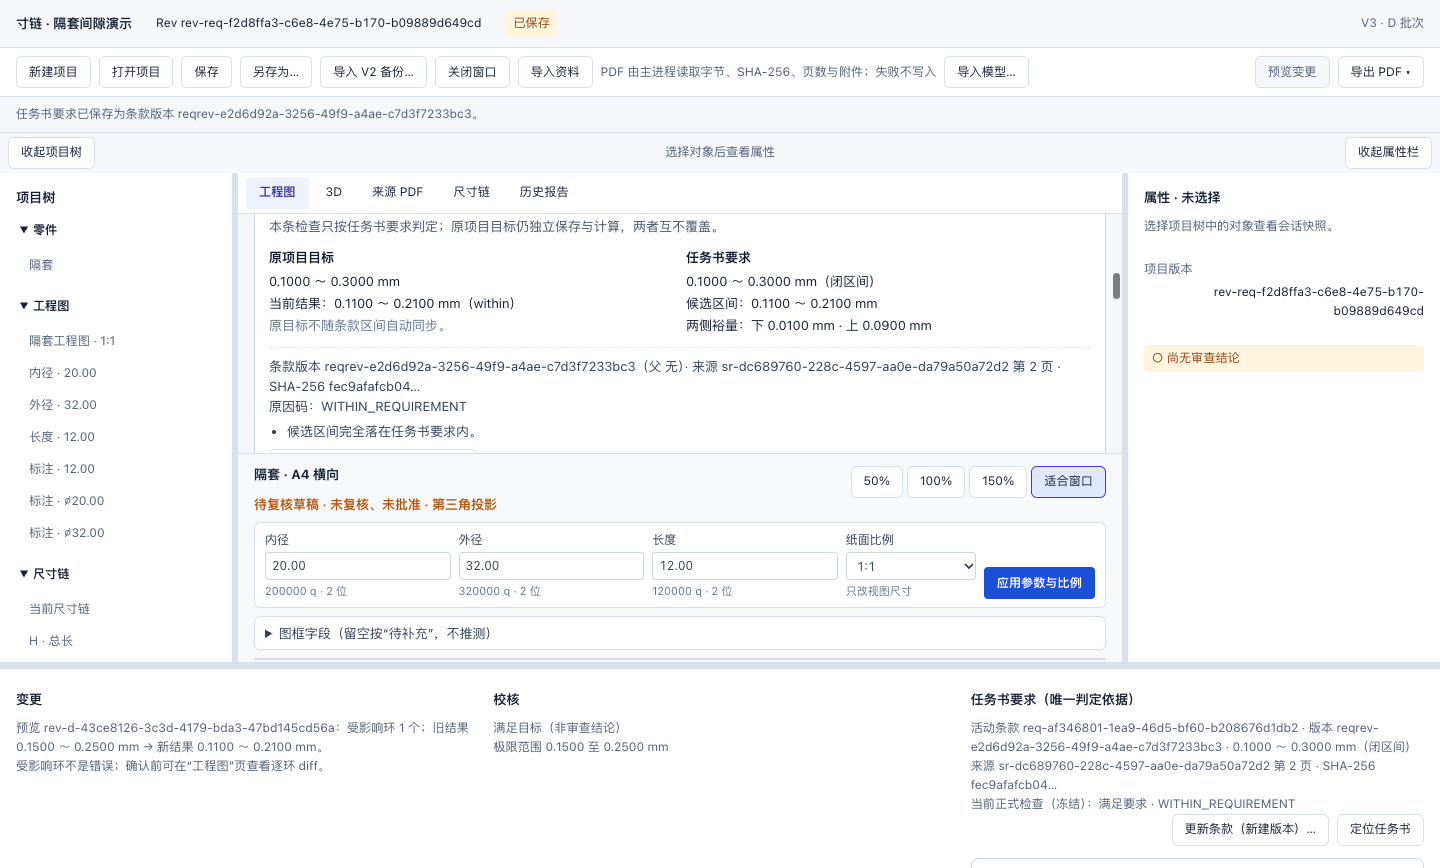 寸链 · 隔套间隙演示
Rev rev-req-f2d8ffa3-c6e8-4e75-b170-b09889d649cd
已保存
V3 · D 批次
新建项目
打开项目
保存
另存为...
导入 V2 备份...
关闭窗口
导入资料
PDF 由主进程读取字节、SHA-256、页数与附件；失败不写入
导入模型...
预览变更
导出 PDF ▾
任务书要求已保存为条款版本 reqrev-e2d6d92a-3256-49f9-a4ae-c7d3f7233bc3。
收起项目树
选择对象后查看属性
收起属性栏
项目树
▼ 零件
隔套
▼ 工程图
隔套工程图 · 1:1
内径 · 20.00
外径 · 32.00
长度 · 12.00
标注 · 12.00
标注 · ⌀20.00
标注 · ⌀32.00
▼ 尺寸链
当前尺寸链
H · 总长
工程图
3D
来源 PDF
尺寸链
历史报告
本条检查只按任务书要求判定；原项目目标仍独立保存与计算，两者互不覆盖。
原项目目标
0.1000 ～ 0.3000 mm
当前结果：0.1100 ～ 0.2100 mm（within）
原目标不随条款区间自动同步。
任务书要求
0.1000 ～ 0.3000 mm（闭区间）
候选区间：0.1100 ～ 0.2100 mm
两侧裕量：下 0.0100 mm · 上 0.0900 mm
条款版本 reqrev-e2d6d92a-3256-49f9-a4ae-c7d3f7233bc3（父 无）· 来源 sr-dc689760-228c-4597-aa0e-da79a50a72d2 第 2 页 ·
SHA-256 fec9afafcb04...
原因码：WITHIN_REQUIREMENT
• 候选区间完全落在任务书要求内。
隔套 · A4 横向
50%
100%
150%
适合窗口
待复核草稿 · 未复核、未批准 · 第三角投影
内径
外径
长度
纸面比例
20.00
32.00
12.00
1:1
200000 q · 2 位
320000 q · 2 位
120000 q · 2 位
只改视图尺寸
应用参数与比例
▶ 图框字段（留空按“待补充”，不推测）
属性 · 未选择
选择项目树中的对象查看会话快照。
项目版本
rev-req-f2d8ffa3-c6e8-4e75-b170-
b09889d649cd
○ 尚无审查结论
变更
预览 rev-d-43ce8126-3c3d-4179-bda3-47bd145cd56a：受影响环 1 个；旧结果
0.1500 ～ 0.2500 mm → 新结果 0.1100 ～ 0.2100 mm。
受影响环不是错误；确认前可在“工程图”页查看逐环 diff。
校核
满足目标（非审查结论）
极限范围 0.1500 至 0.2500 mm
任务书要求（唯一判定依据）
活动条款 req-af346801-1ea9-46d5-bf60-b208676d1db2 · 版本 reqrev-
e2d6d92a-3256-49f9-a4ae-c7d3f7233bc3 · 0.1000 ～ 0.3000 mm（闭区间）
来源 sr-dc689760-228c-4597-aa0e-da79a50a72d2 第 2 页 · SHA-256
fec9afafcb04...
当前正式检查（冻结）：满足要求 · WITHIN_REQUIREMENT
更新条款（新建版本）...
定位任务书